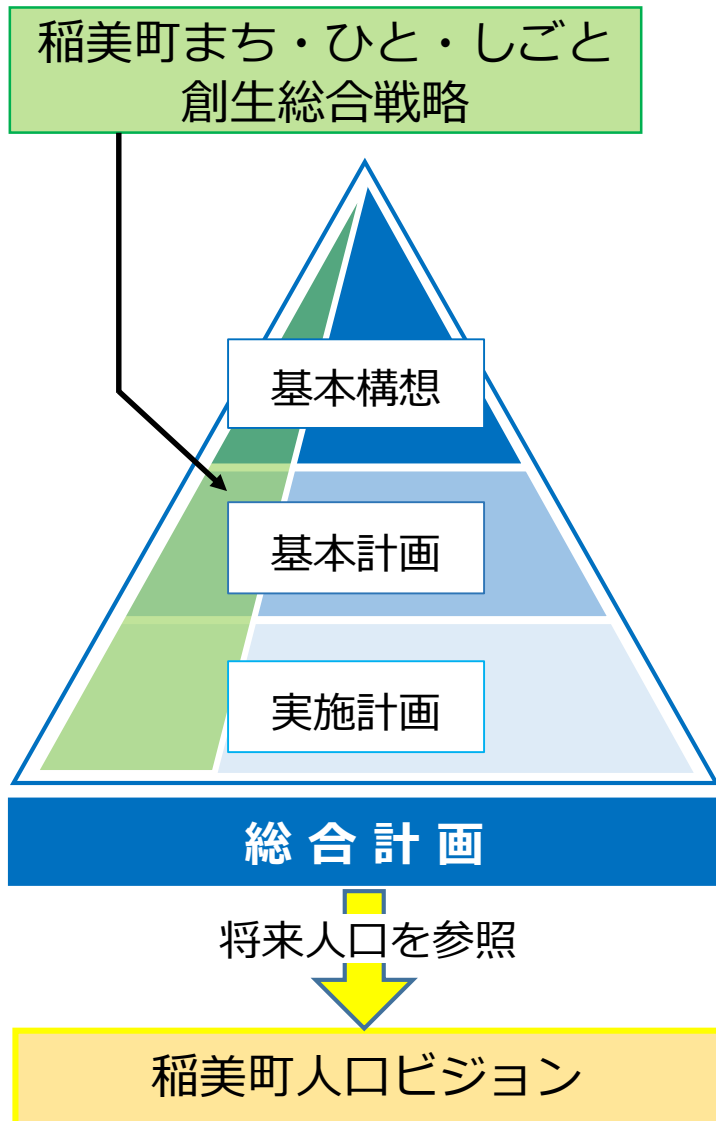 稲美町まち・ひと・しごと
創生総合戦略
基本構想
基本計画
実施計画
総合計画
将来人口を参照
稲美町人口ビジョン